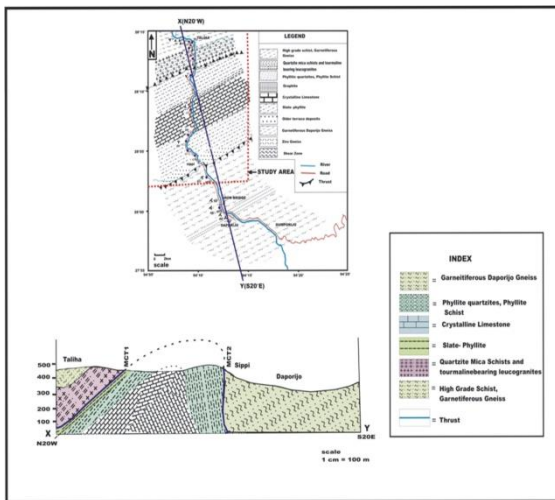 X(N20°W)
N
LEGEND
High grade schist, Garnetiferous
Gneiss
Quartzite Mica schists and tourmaline
bearing leucogranites
Phyllite quartzites, Phyllite Schist
Graphite
Crystalline Limestone
Slate phyllite
Older terrace deposits
Garnetiferous Daporijo Gneiss
Siro Gneiss
Shear Zone
River
Road
Thrust
STUDY AREA
scale
Y(S20°E)
INDEX
= Garnetiferous Daporijo Gneiss
= Phyllite quartzites, Phyllite
Schist
= Crystalline Limestone
= Slate- Phyllite
= Quartzite Mica Schists and
tourmalinebearing leucogranites
= High Grade Schist,
Garnetiferous Gneiss
= Thrust
Taliha
MCT1
MCT2
Sippi
Daporijo
500
400
300
200
100
X
Y
N20W
S20E
scale
1 cm = 100 m